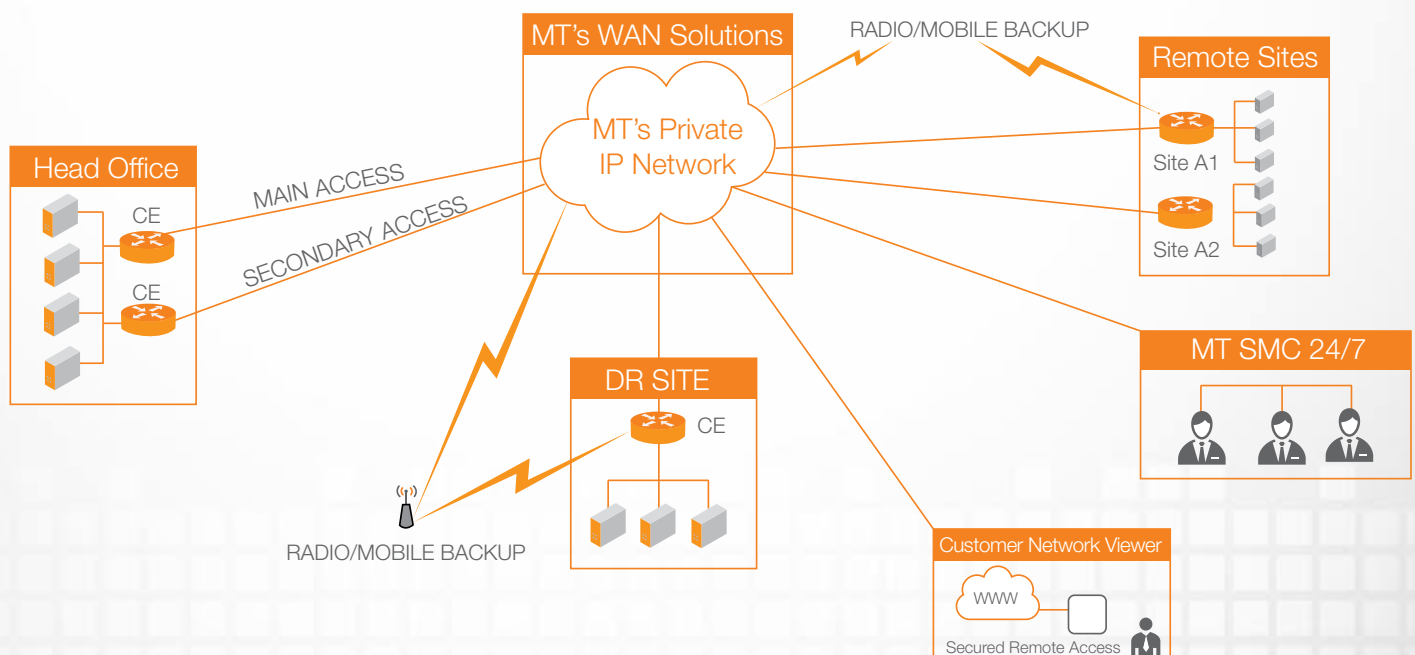 MT's WAN Solutions
MT's Private
IP Network
RADIO/MOBILE BACKUP
Remote Sites
Site A1
Site A2
Head Office
CE
CE
MAIN ACCESS
SECONDARY ACCESS
DR SITE
CE
RADIO/MOBILE BACKUP
MT SMC 24/7
Customer Network Viewer
WWW
Secured Remote Access